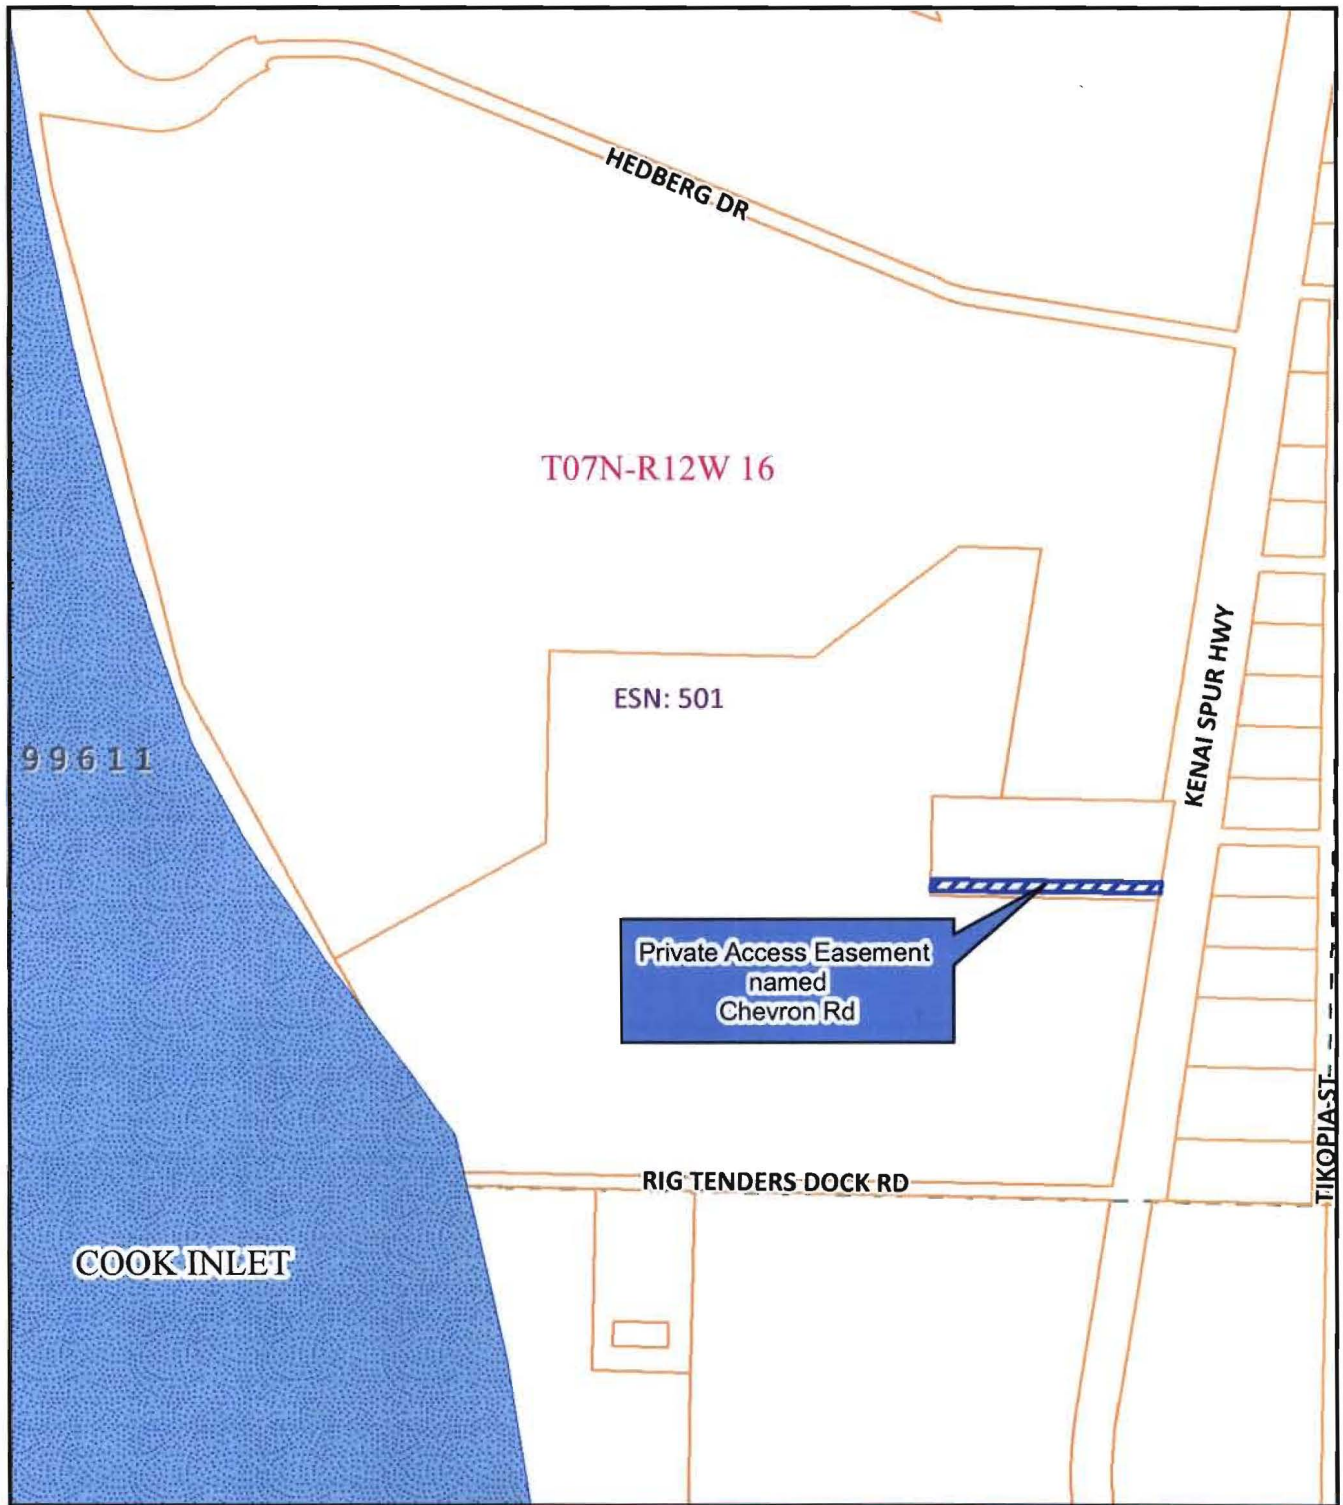 HEDBERG DR
T07N-R12W 16
KENAI SPUR HWY
ESN: 501
99611
Private Access Easement
named
Chevron Rd
TIKOPIA ST
RIG TENDERS DOCK RD
COOK INLET